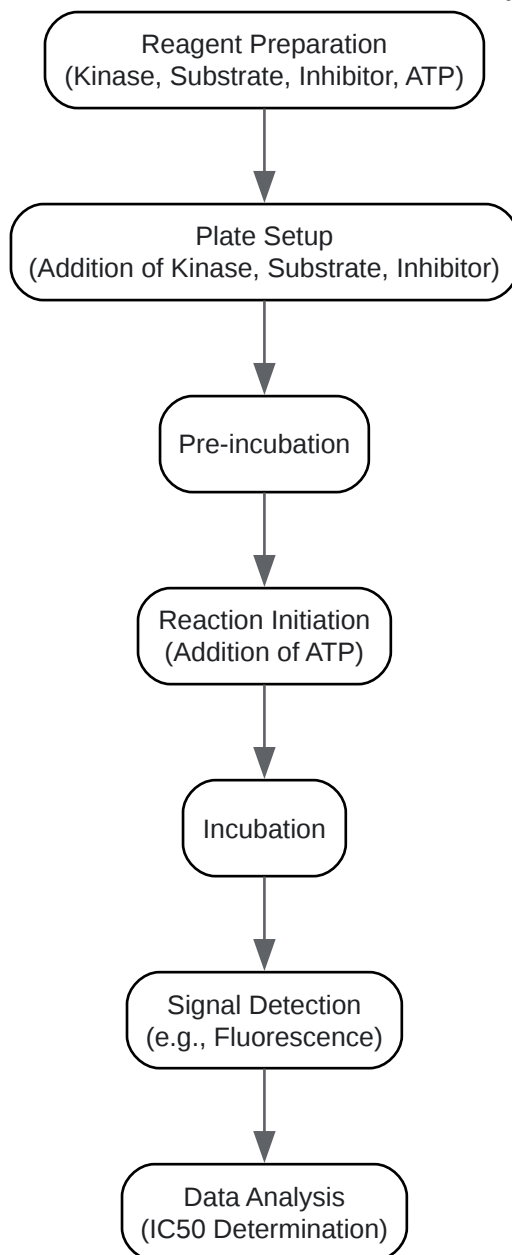 Reagent Preparation
(Kinase, Substrate, Inhibitor, ATP)
Plate Setup
(Addition of Kinase, Substrate, Inhibitor)
Pre-incubation
Reaction Initiation
(Addition of ATP)
Incubation
Signal Detection
(e.g., Fluorescence)
Data Analysis
(IC50 Determination)